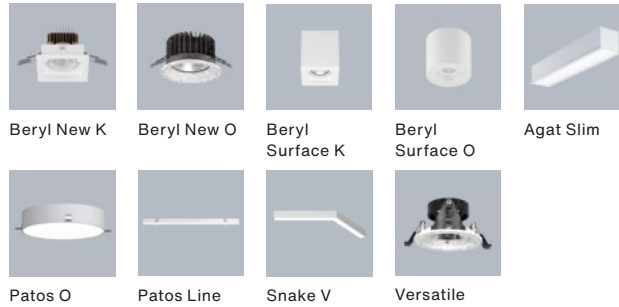 Beryl New K
Beryl New O
Beryl
Surface K
Beryl
Surface O
Agat Slim
Patos O
Patos Line
Snake V
Versatile